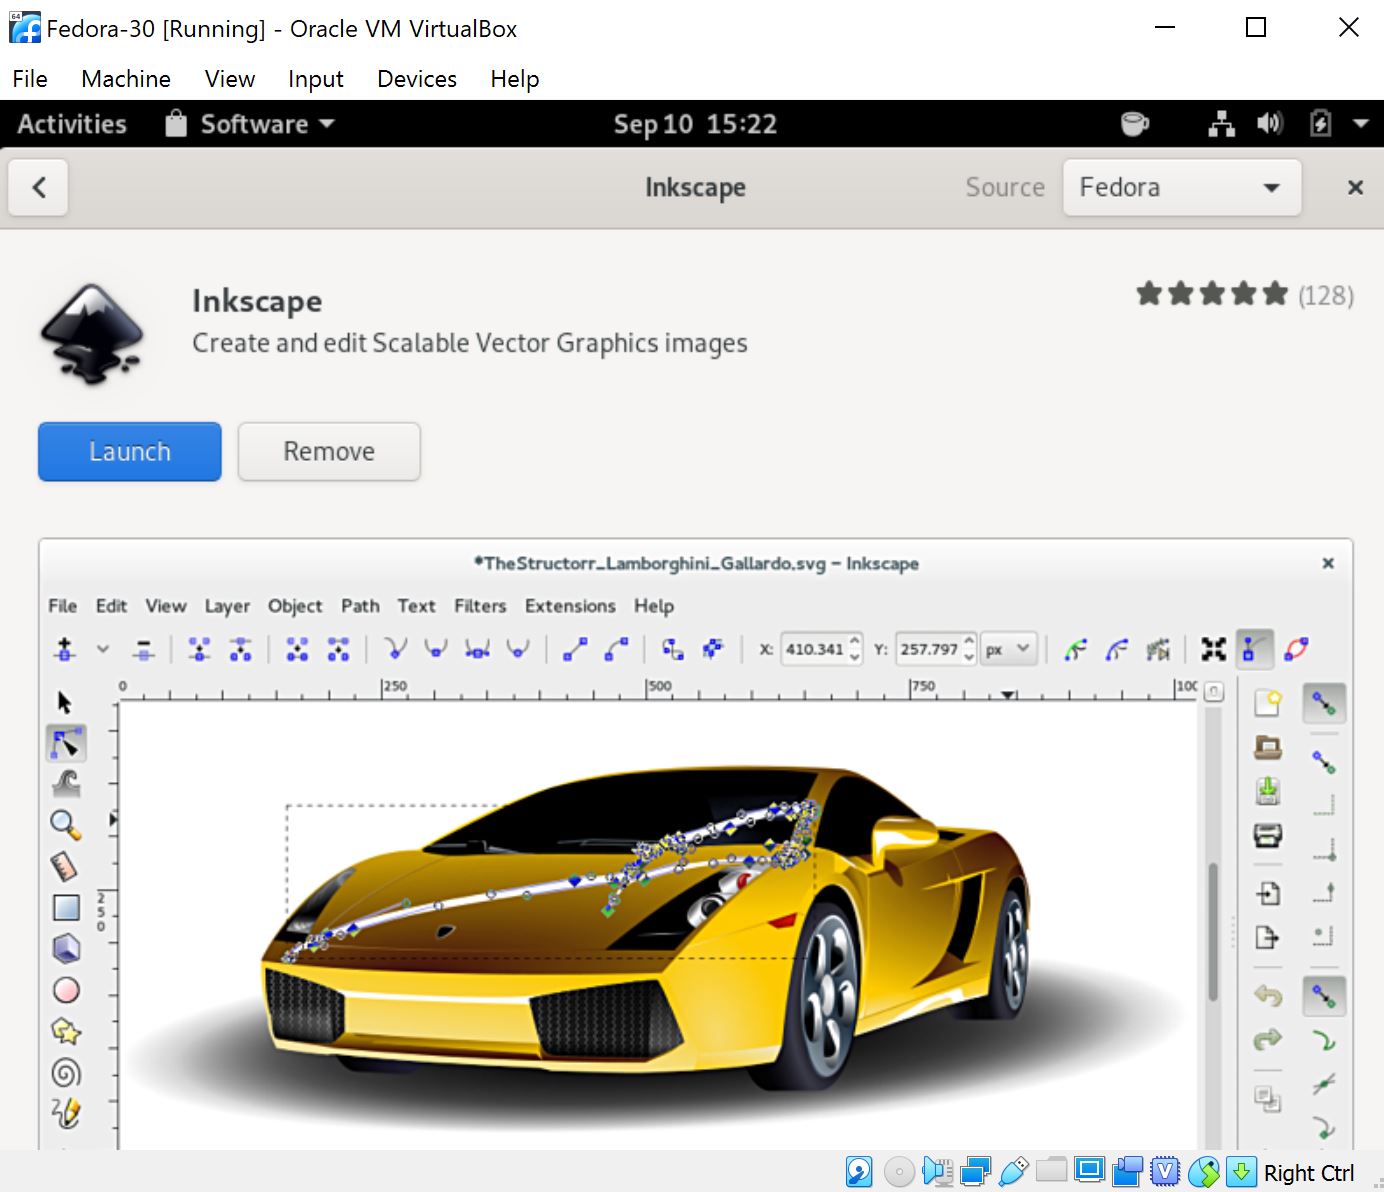 Fedora-30 [Running] - Oracle VM VirtualBox
File Machine View Input Devices Help
Activities Software Sep 10 15:22
Inkscape Source Fedora
Inkscape
(128)
Create and edit Scalable Vector Graphics images
Launch Remove
*TheStructorr_Lamborghini_Gallardo.svg - Inkscape
File Edit View Layer Object Path Text Filters Extensions Help
X: 410.341 Y: 257.797 px
0 250 500 750 100
250
Right Ctrl